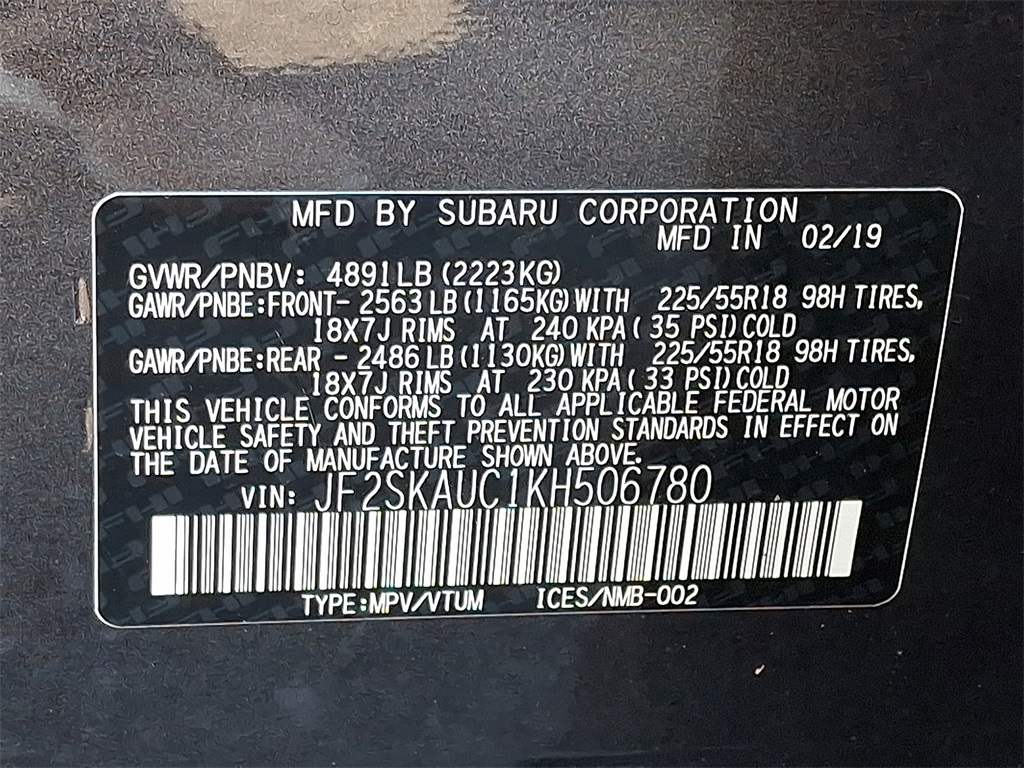 MFD BY SUBARU CORPORATION
MFD IN 02/19
GVWR/PNBV: 4891LB (2223KG)
GAWR/PNBE:FRONT- 2563 LB (1165KG) WITH 225/55R18 98H TIRES,
18X7J RIMS AT 240 KPA ( 35 PSI) COLD
GAWR/PNBE:REAR - 2486 LB (1130KG) WITH 225/55R18 98H TIRES,
18X7J RIMS AT 230 KPA ( 33 PSI) COLD
THIS VEHICLE CONFORMS TO ALL APPLICABLE FEDERAL MOTOR
VEHICLE SAFETY AND THEFT PREVENTION STANDARDS IN EFFECT ON
THE DATE OF MANUFACTURE SHOWN ABOVE.
VIN: JF2SKAUC1KH506780
TYPE:MPV/VTUM ICES/NMB-002